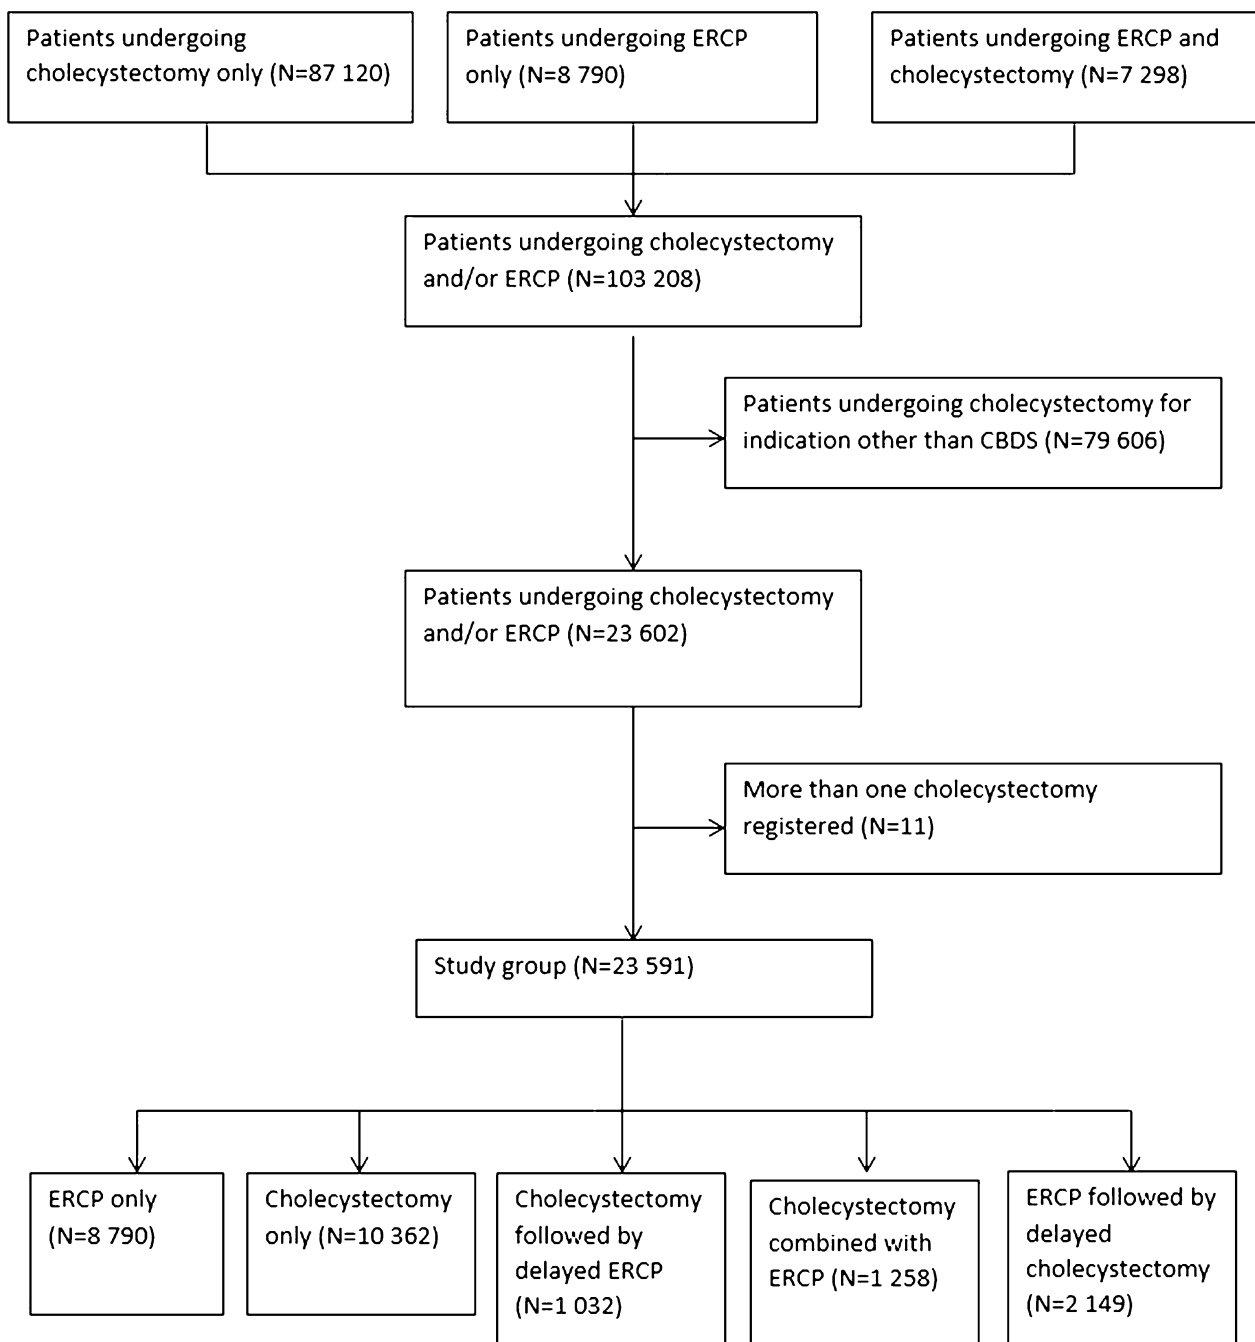 Patients undergoing
cholecystectomy only (N=87 120)
Patients undergoing ERCP
only (N=8 790)
Patients undergoing ERCP and
cholecystectomy (N=7 298)
Patients undergoing cholecystectomy
and/or ERCP (N=103 208)
Patients undergoing cholecystectomy for
indication other than CBDS (N=79 606)
Patients undergoing cholecystectomy
and/or ERCP (N=23 602)
More than one cholecystectomy
registered (N=11)
Study group (N=23 591)
ERCP only
(N=8 790)
Cholecystectomy
only (N=10 362)
Cholecystectomy
followed by
delayed ERCP
(N=1 032)
Cholecystectomy
combined with
ERCP (N=1 258)
ERCP followed by
delayed
cholecystectomy
(N=2 149)